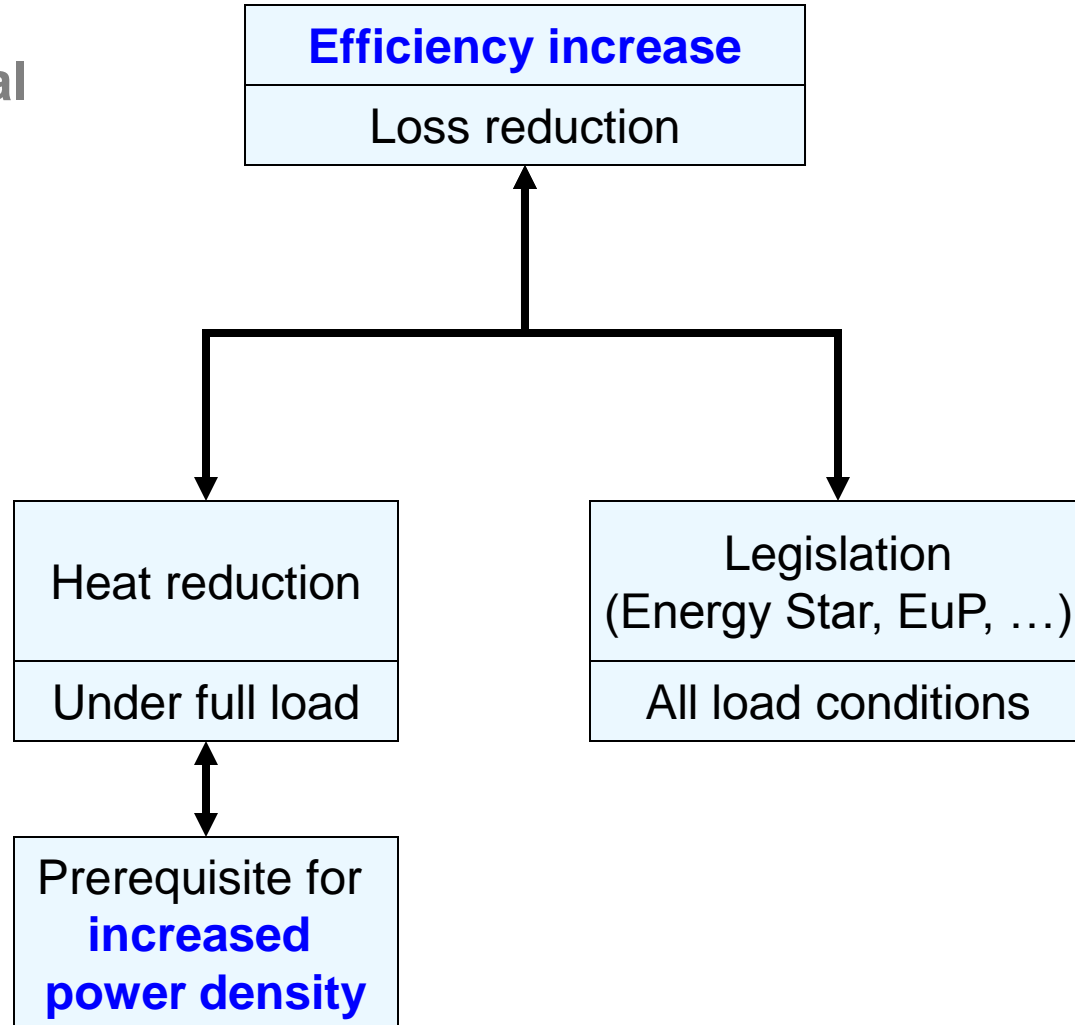 Efficiency increase
al
Loss reduction
Heat reduction
Under full load
Legislation
(Energy Star, EuP, …)
All load conditions
Prerequisite for
increased
power density